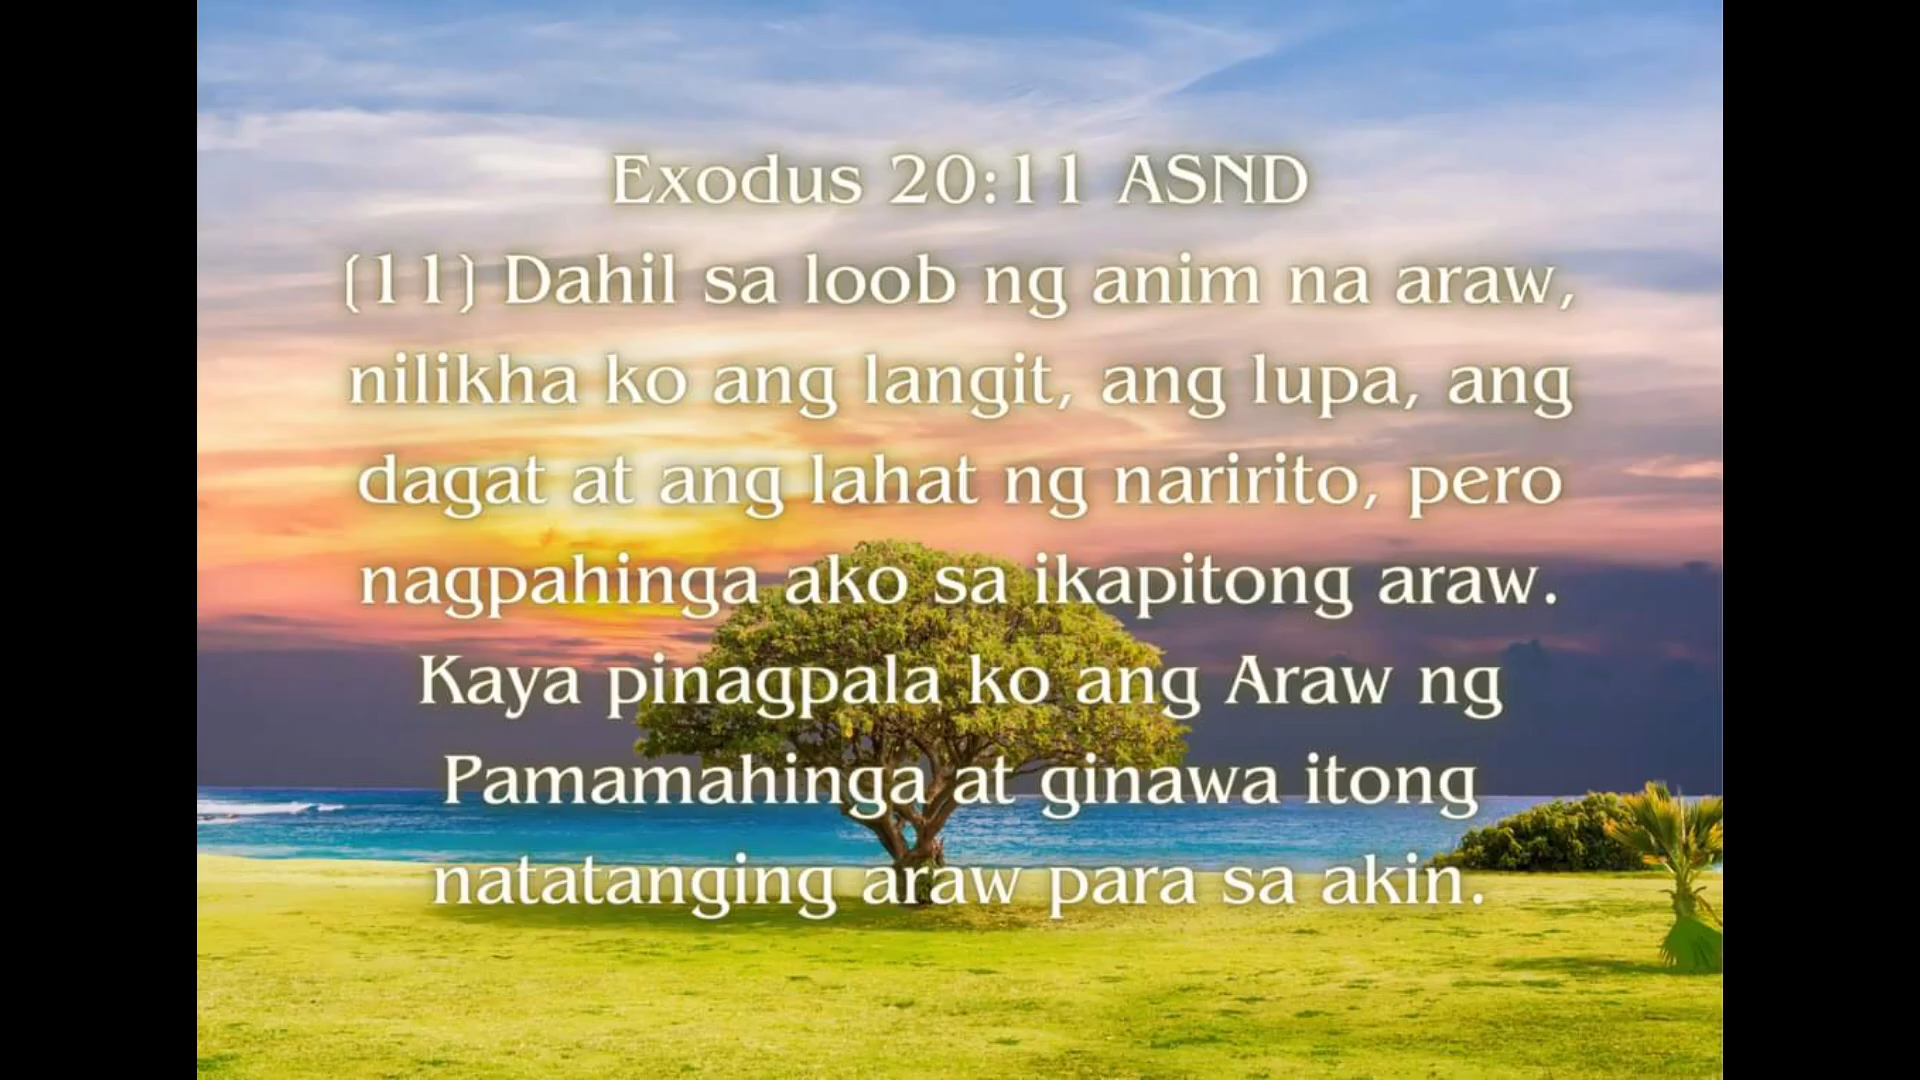 Exodus 20:11 ASND
(11) Dahil sa loob ng anim na araw,
nilikha ko ang langit, ang lupa, ang
dagat at ang lahat ng naririto, pero
nagpahinga ako sa ikapitong araw.
Kaya pinagpala ko ang Araw ng
Pamamahinga at ginawa itong
natatanging araw para sa akin.